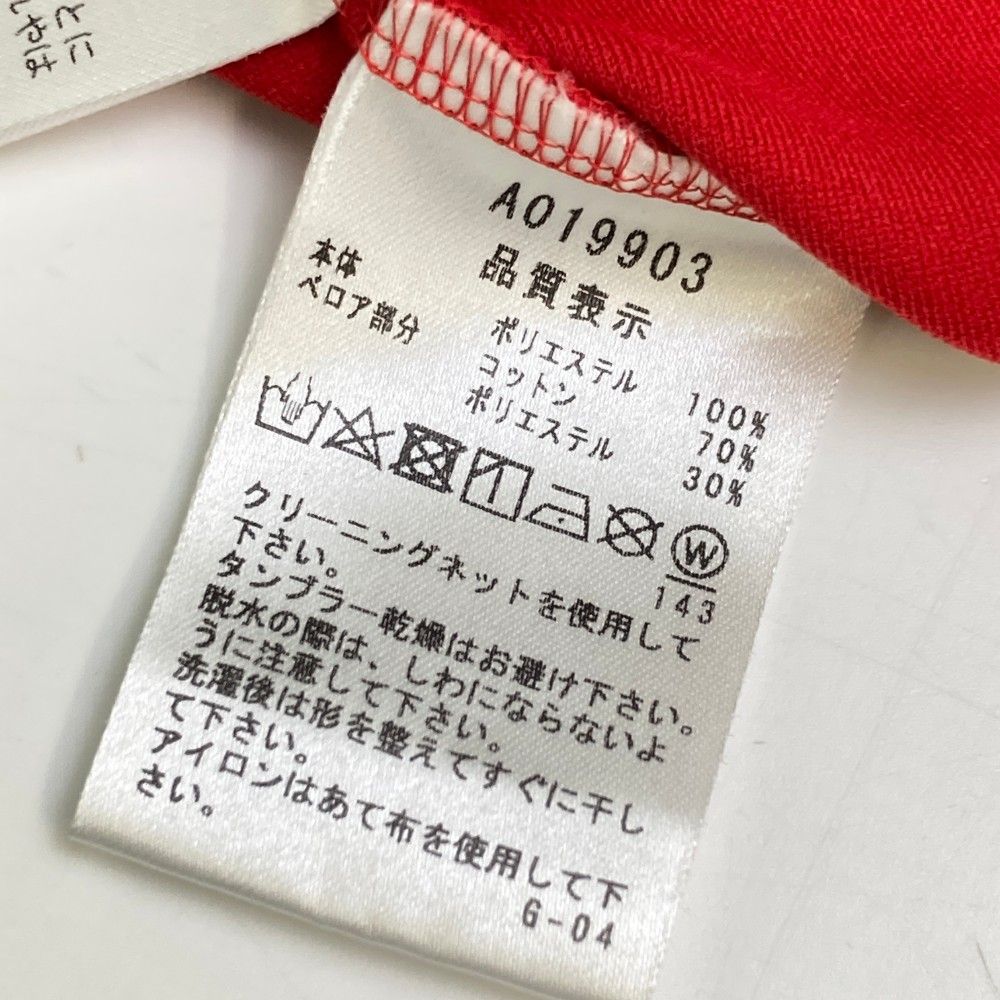 とに
しゃは
A019903
品質表示
本体 ポリエステル 100%
ベロア部分 コットン 70%
ポリエステル 30%
W
143
クリーニングネットを使用して
下さい。
タンブラー乾燥はお避け下さい。
脱水の際は、しわにならないよ
うに注意して下さい。
洗濯後は形を整えてすぐに干し
て下さい。
アイロンはあて布を使用して下
さい。
G-04